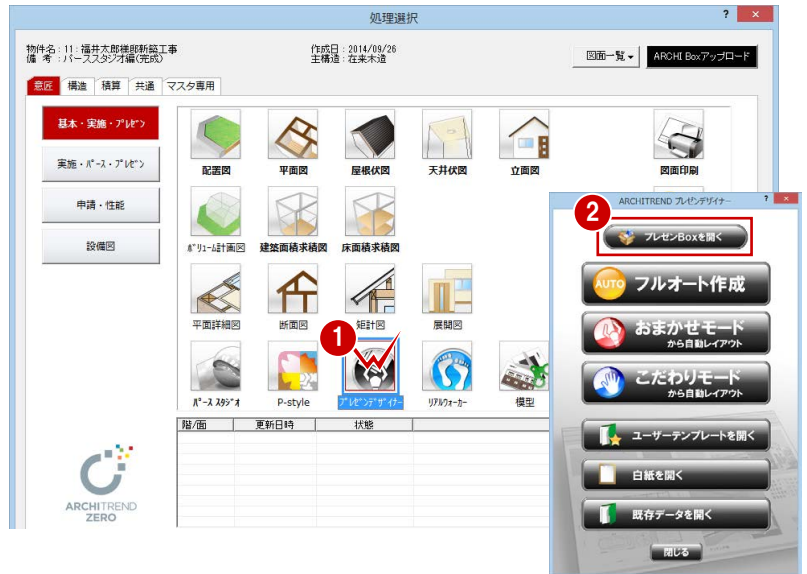 処理選択
? ×
物件名:11:福井太郎様邸新築工事
備 考:パーススタジオ編(完成)
作成日:2014/09/26
主構造:在来木造
図面一覧
ARCHI Boxアップロード
意匠 構造 積算 共通 マスタ専用
基本・実施・プレゼン
実施・パース・プレゼン
申請・性能
設備図
配置図 平面図 屋根伏図 天井伏図 立面図 図面印刷
ボリューム計画図 建築面積求積図 床面積求積図
平面詳細図 断面図 矩計図 展開図
1
パース スタジオ P-style プレゼンデザイナー リアルウォーカー 模型
階/面 更新日時 状態
ARCHITREND
ZERO
ARCHITREND プレゼンデザイナー ? ×
2
プレゼンBoxを開く
AUTO フルオート作成
おまかせモード
から自動レイアウト
こだわりモード
から自動レイアウト
ユーザーテンプレートを開く
白紙を開く
既存データを開く
閉じる